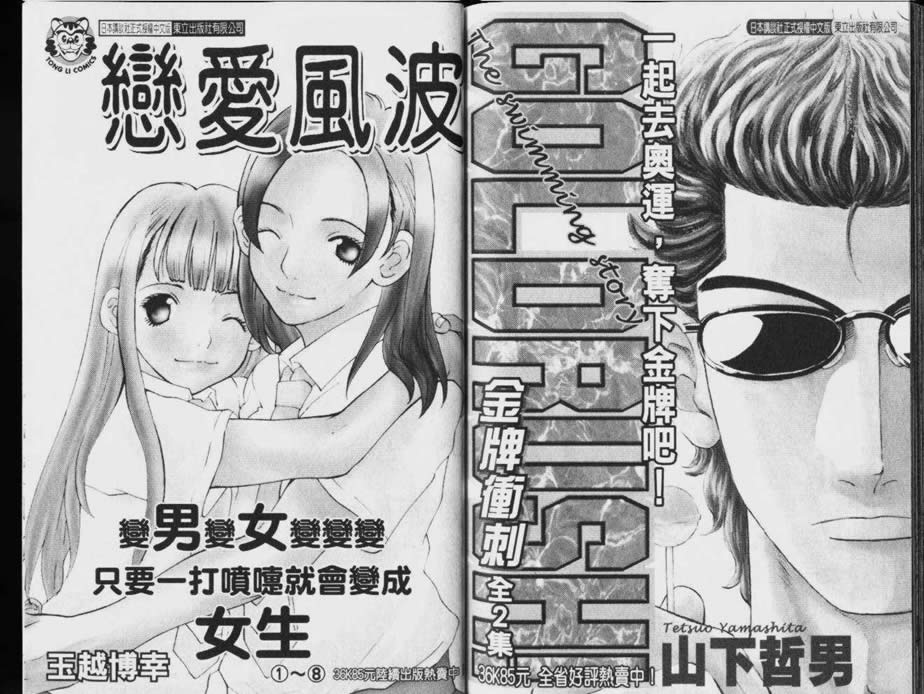 日本講談社正式授權中文版 東立出版社有限公司
TONG LI COMICS
戀愛風波
變男變女變變變
只要一打噴嚏就會變成
女生
玉越博幸
①～⑧ 36K85元陸續出版熱賣中
日本講談社正式授權中文版 東立出版社有限公司
一起去奧運，奪下金牌吧！
GOLD RUSH
The swimming story
金牌衝刺 全2集
Tetsuo Yamashita
山下哲男
36K85元 全省好評熱賣中！